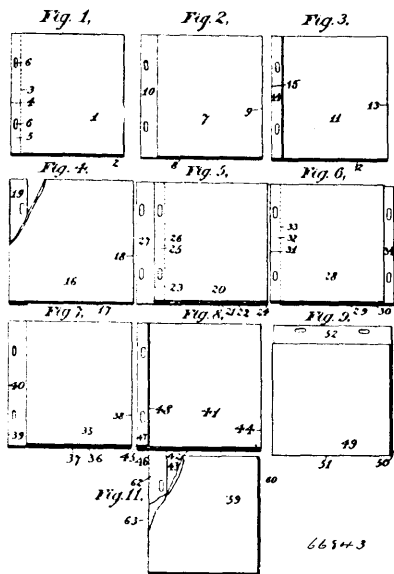 Fig. 1, Fig. 2, Fig. 3.
6 3 4 6 5 1 2
10 7 9 8
15 14 11 13 12
Fig. 4. Fig. 5, Fig. 6,
19 18 16 17
27 26 25 23 20 21 22 24
33 32 31 34 28 29 30
Fig 7, Fig. 8, Fig. 9.
40 38 35 39 37 36 45
48 41 44 47
52 49 51 50
46
62 59 60
Fig. 11.
63